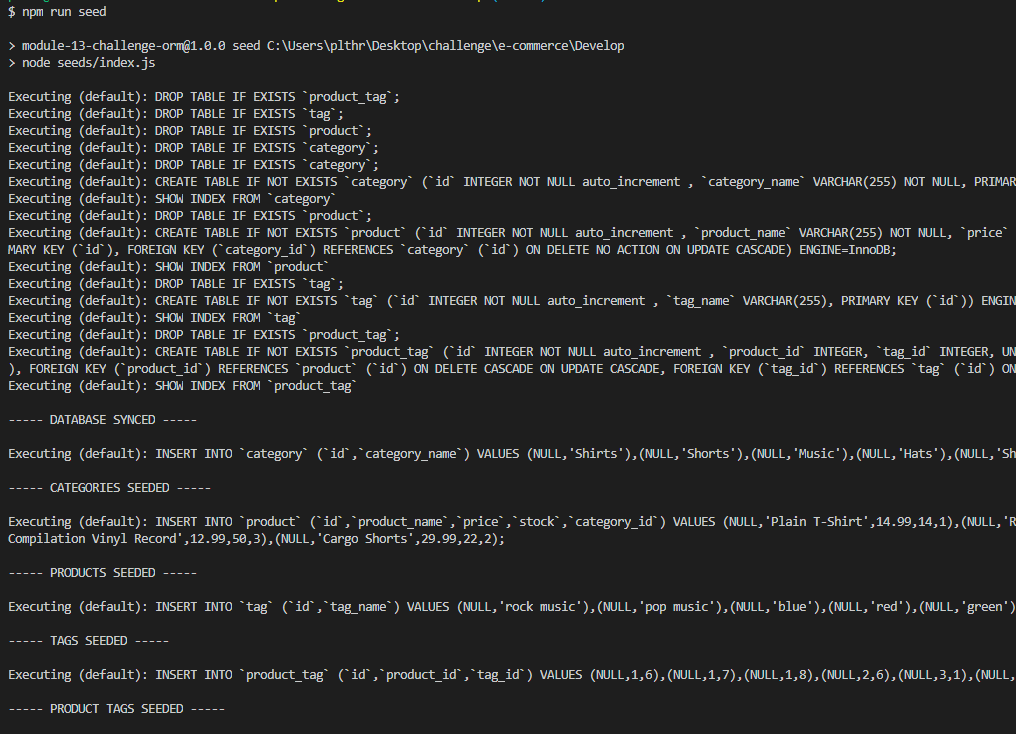 $ npm run seed
> module-13-challenge-orm@1.0.0 seed C:\Users\plthr\Desktop\challenge\e-commerce\Develop
> node seeds/index.js
Executing (default): DROP TABLE IF EXISTS `product_tag`;
Executing (default): DROP TABLE IF EXISTS `tag`;
Executing (default): DROP TABLE IF EXISTS `product`;
Executing (default): DROP TABLE IF EXISTS `category`;
Executing (default): DROP TABLE IF EXISTS `category`;
Executing (default): CREATE TABLE IF NOT EXISTS `category` (`id` INTEGER NOT NULL auto_increment , `category_name` VARCHAR(255) NOT NULL, PRIMAR
Executing (default): SHOW INDEX FROM `category`
Executing (default): DROP TABLE IF EXISTS `product`;
Executing (default): CREATE TABLE IF NOT EXISTS `product` (`id` INTEGER NOT NULL auto_increment , `product_name` VARCHAR(255) NOT NULL, `price`
MARY KEY (`id`), FOREIGN KEY (`category_id`) REFERENCES `category` (`id`) ON DELETE NO ACTION ON UPDATE CASCADE) ENGINE=InnoDB;
Executing (default): SHOW INDEX FROM `product`
Executing (default): DROP TABLE IF EXISTS `tag`;
Executing (default): CREATE TABLE IF NOT EXISTS `tag` (`id` INTEGER NOT NULL auto_increment , `tag_name` VARCHAR(255), PRIMARY KEY (`id`)) ENGIN
Executing (default): SHOW INDEX FROM `tag`
Executing (default): DROP TABLE IF EXISTS `product_tag`;
Executing (default): CREATE TABLE IF NOT EXISTS `product_tag` (`id` INTEGER NOT NULL auto_increment , `product_id` INTEGER, `tag_id` INTEGER, UN
), FOREIGN KEY (`product_id`) REFERENCES `product` (`id`) ON DELETE CASCADE ON UPDATE CASCADE, FOREIGN KEY (`tag_id`) REFERENCES `tag` (`id`) ON
Executing (default): SHOW INDEX FROM `product_tag`
----- DATABASE SYNCED -----
Executing (default): INSERT INTO `category` (`id`,`category_name`) VALUES (NULL,'Shirts'),(NULL,'Shorts'),(NULL,'Music'),(NULL,'Hats'),(NULL,'Sh
----- CATEGORIES SEEDED -----
Executing (default): INSERT INTO `product` (`id`,`product_name`,`price`,`stock`,`category_id`) VALUES (NULL,'Plain T-Shirt',14.99,14,1),(NULL,'R
Compilation Vinyl Record',12.99,50,3),(NULL,'Cargo Shorts',29.99,22,2);
----- PRODUCTS SEEDED -----
Executing (default): INSERT INTO `tag` (`id`,`tag_name`) VALUES (NULL,'rock music'),(NULL,'pop music'),(NULL,'blue'),(NULL,'red'),(NULL,'green')
----- TAGS SEEDED -----
Executing (default): INSERT INTO `product_tag` (`id`,`product_id`,`tag_id`) VALUES (NULL,1,6),(NULL,1,7),(NULL,1,8),(NULL,2,6),(NULL,3,1),(NULL,
----- PRODUCT TAGS SEEDED -----